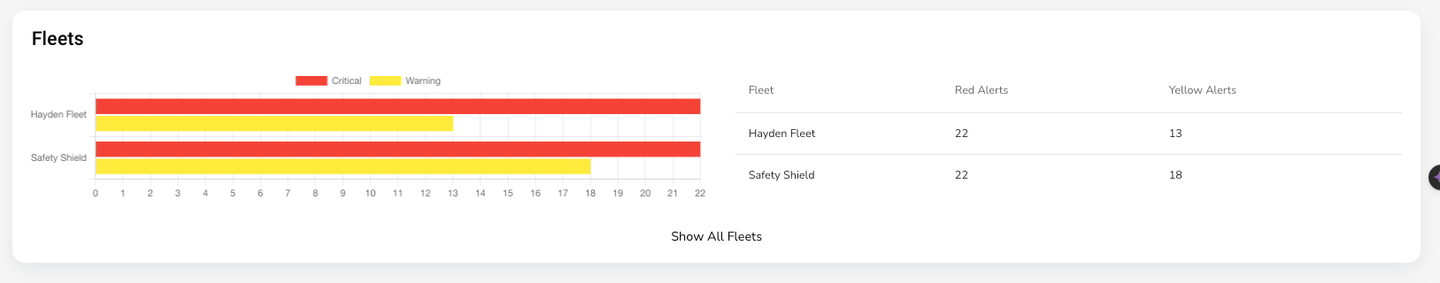 Fleets
Critical Warning
Hayden Fleet
Safety Shield
0 1 2 3 4 5 6 7 8 9 10 11 12 13 14 15 16 17 18 19 20 21 22
Fleet Red Alerts Yellow Alerts
Hayden Fleet 22 13
Safety Shield 22 18
Show All Fleets